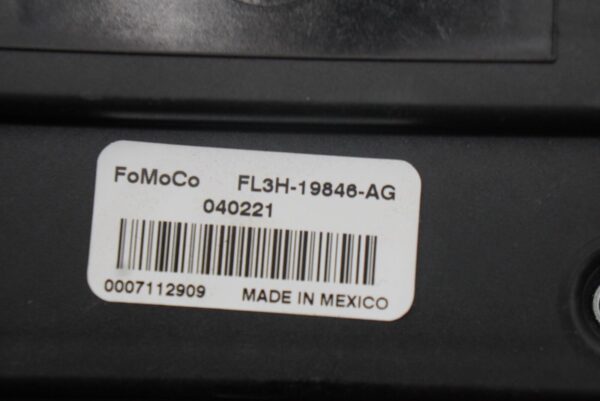 FoMoCo FL3H-19846-AG
040221
0007112909 MADE IN MEXICO